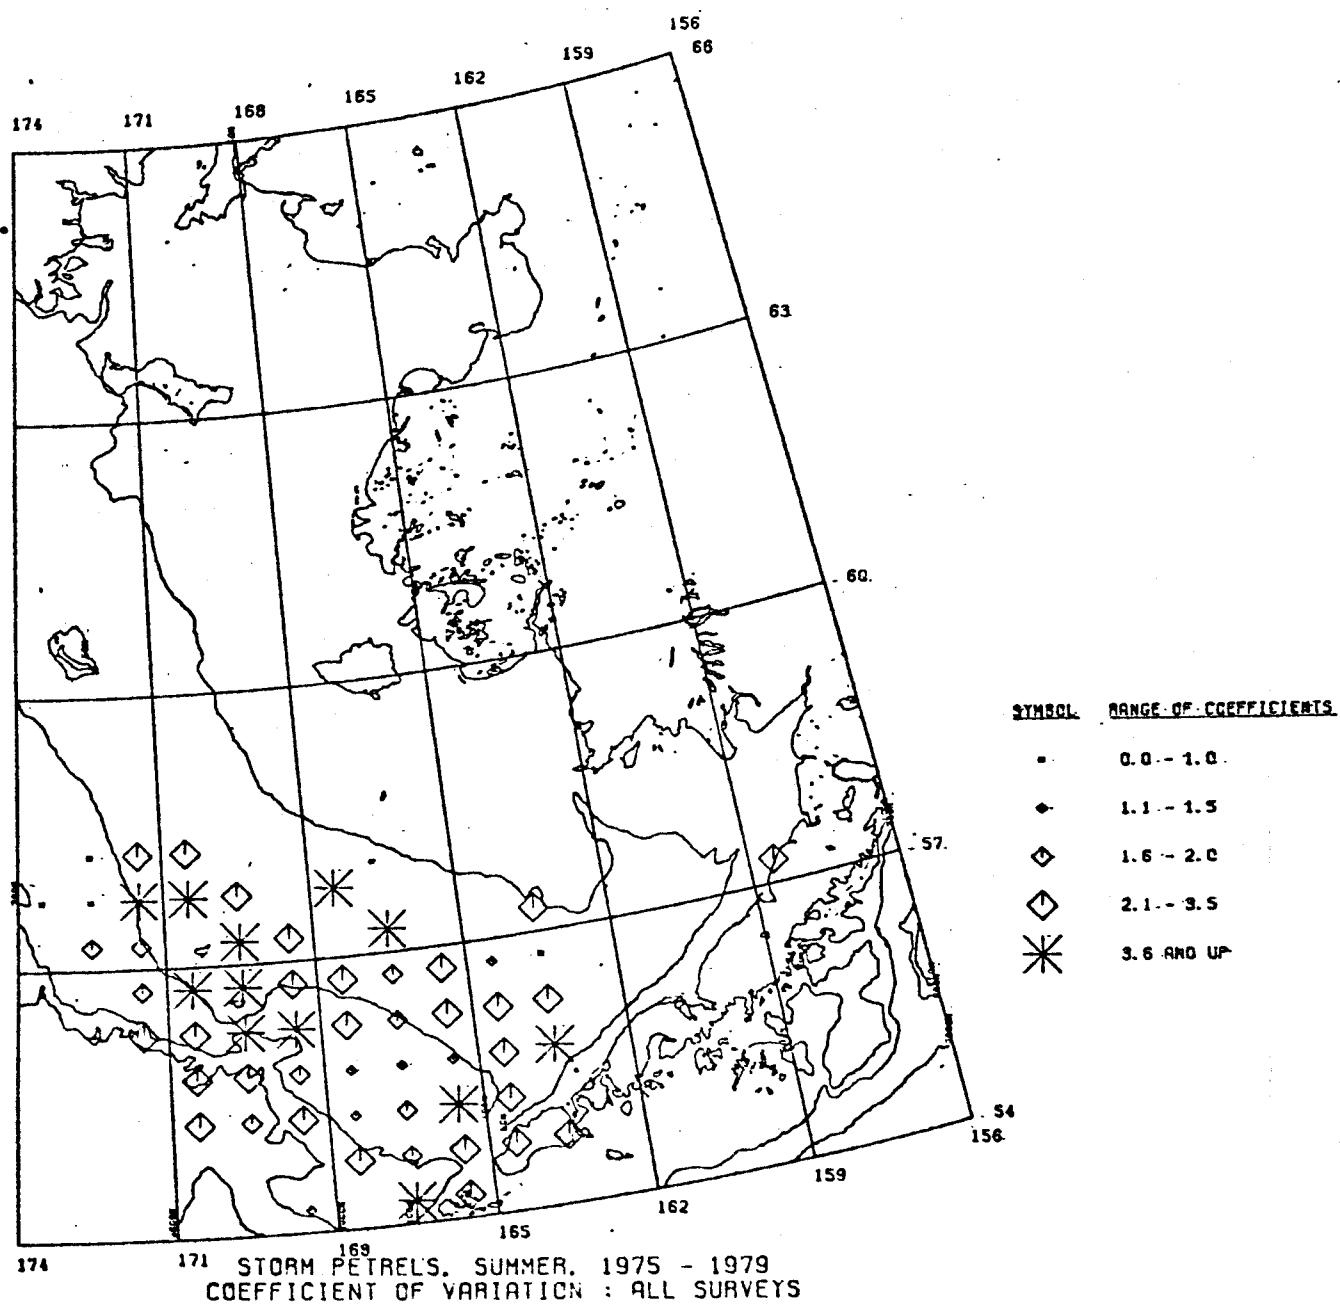 156
66
159
162
165
168
171
174
63
60.
57.
SYMBOL RANGE OF COEFFICIENTS
0.0 - 1.0
1.1 - 1.5
1.6 - 2.0
2.1 - 3.5
3.6 AND UP
54
156
159
162
165
169
171
174
STORM PETRELS, SUMMER, 1975 - 1979
COEFFICIENT OF VARIATION : ALL SURVEYS